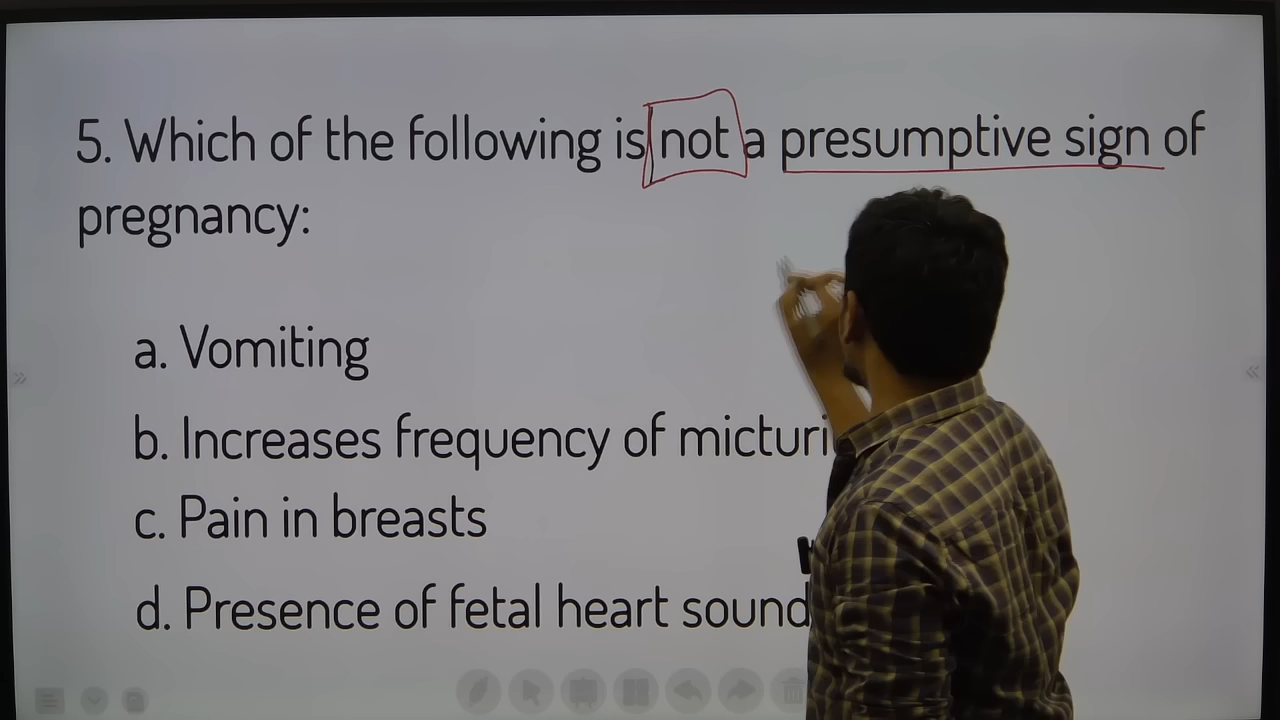 5. Which of the following is not a presumptive sign of
pregnancy:
a. Vomiting
b. Increases frequency of micturi
c. Pain in breasts
d. Presence of fetal heart sound